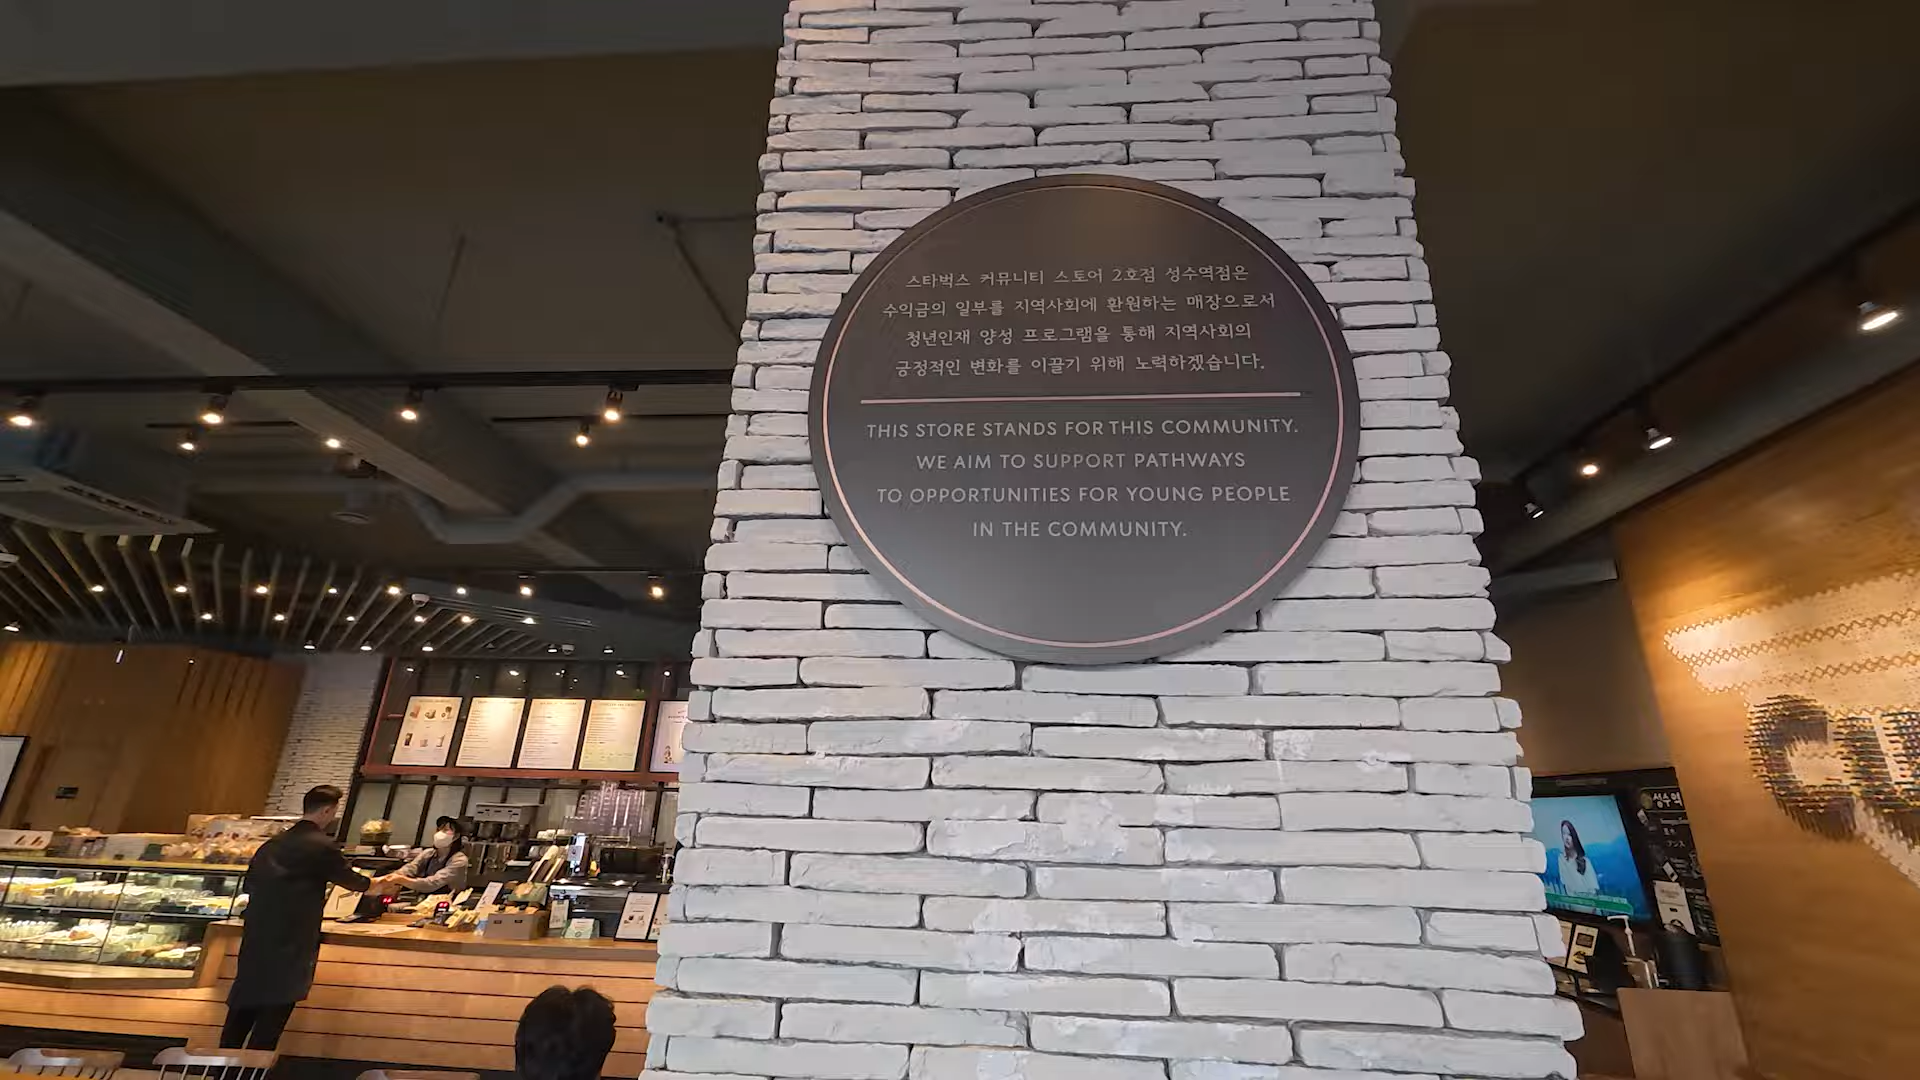 스타벅스 커뮤니티 스토어 2호점 성수역점은
수익금의 일부를 지역사회에 환원하는 매장으로서
청년인재 양성 프로그램을 통해 지역사회의
긍정적인 변화를 이끌기 위해 노력하겠습니다.
THIS STORE STANDS FOR THIS COMMUNITY.
WE AIM TO SUPPORT PATHWAYS
TO OPPORTUNITIES FOR YOUNG PEOPLE
IN THE COMMUNITY.
성수역